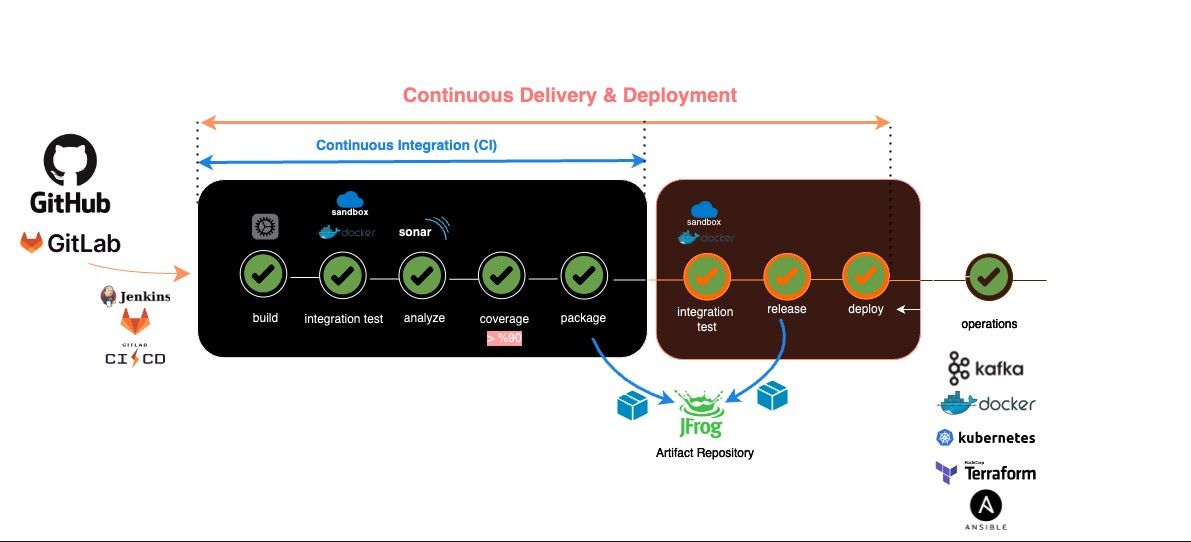 Continuous Delivery & Deployment
Continuous Integration (CI)
GitHub
GitLab
Jenkins
GITLAB
CI CD
sandbox
docker
sonar
build
integration test
analyze
coverage
> %90
package
sandbox
docker
integration
test
release
deploy
operations
JFrog
Artifact Repository
kafka
docker
kubernetes
HashiCorp
Terraform
ANSIBLE